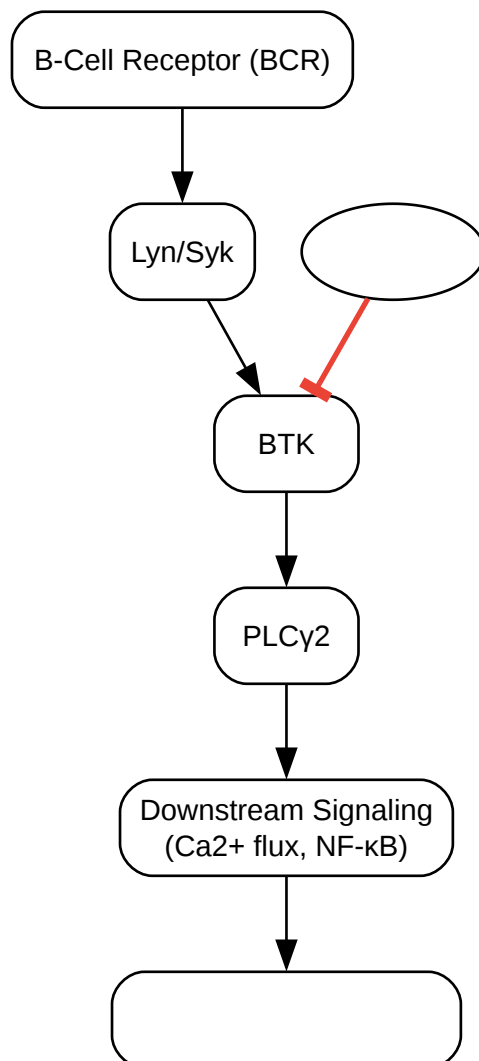 B-Cell Receptor (BCR)
Lyn/Syk
BTK
PLCγ2
Downstream Signaling
(Ca2+ flux, NF-κB)